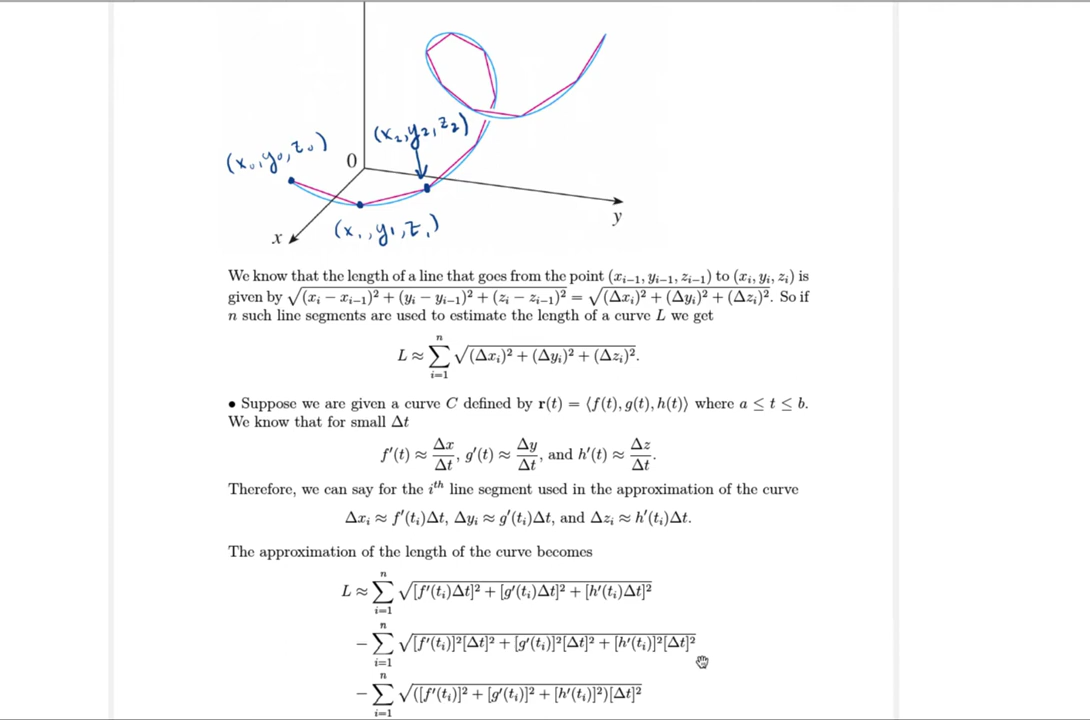 (x₀, y₀, z₀)
(x₂, y₂, z₂)
0
(x₁, y₁, z₁)
x
y
We know that the length of a line that goes from the point (xᵢ₋₁, yᵢ₋₁, zᵢ₋₁) to (xᵢ, yᵢ, zᵢ) is
given by √((xᵢ − xᵢ₋₁)² + (yᵢ − yᵢ₋₁)² + (zᵢ − zᵢ₋₁)²) = √((Δxᵢ)² + (Δyᵢ)² + (Δzᵢ)²). So if
n such line segments are used to estimate the length of a curve L we get
L ≈ ∑ᵢ₌₁ⁿ √((Δxᵢ)² + (Δyᵢ)² + (Δzᵢ)²).
• Suppose we are given a curve C defined by r(t) = ⟨f(t), g(t), h(t)⟩ where a ≤ t ≤ b.
We know that for small Δt
f′(t) ≈ Δx/Δt, g′(t) ≈ Δy/Δt, and h′(t) ≈ Δz/Δt.
Therefore, we can say for the iᵗʰ line segment used in the approximation of the curve
Δxᵢ ≈ f′(tᵢ)Δt, Δyᵢ ≈ g′(tᵢ)Δt, and Δzᵢ ≈ h′(tᵢ)Δt.
The approximation of the length of the curve becomes
L ≈ ∑ᵢ₌₁ⁿ √([f′(tᵢ)Δt]² + [g′(tᵢ)Δt]² + [h′(tᵢ)Δt]²)
− ∑ᵢ₌₁ⁿ √([f′(tᵢ)]²[Δt]² + [g′(tᵢ)]²[Δt]² + [h′(tᵢ)]²[Δt]²)
− ∑ᵢ₌₁ⁿ √(([f′(tᵢ)]² + [g′(tᵢ)]² + [h′(tᵢ)]²)[Δt]²)